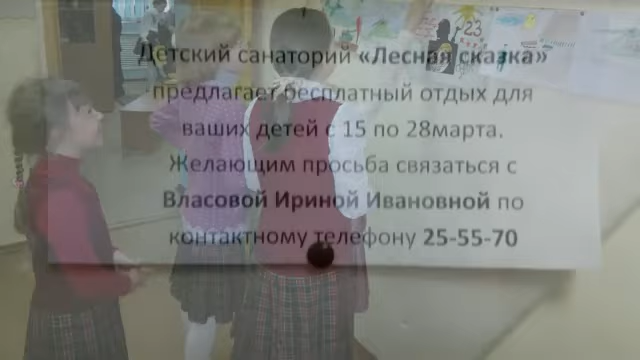 Детский санаторий «Лесная сказка»
предлагает бесплатный отдых для
ваших детей с 15 по 28марта.
Желающим просьба связаться с
Власовой Ириной Ивановной по
контактному телефону 25-55-70
23